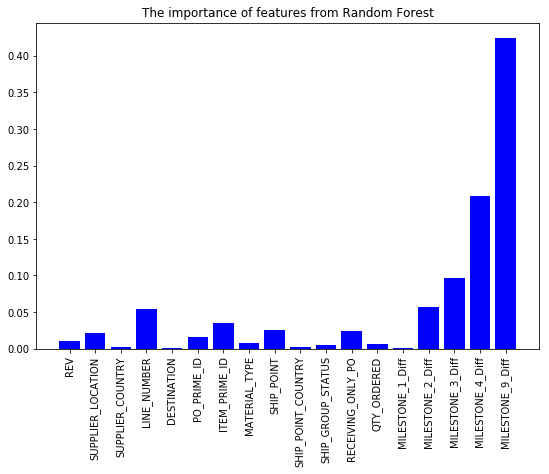 The importance of features from Random Forest
0.40
0.35
0.30
0.25
0.20
0.15
0.10
0.05
0.00
REV
SUPPLIER_LOCATION
SUPPLIER_COUNTRY
LINE_NUMBER
DESTINATION
PO_PRIME_ID
ITEM_PRIME_ID
MATERIAL_TYPE
SHIP_POINT
SHIP_POINT_COUNTRY
SHIP_GROUP_STATUS
RECEIVING_ONLY_PO
QTY_ORDERED
MILESTONE_1_Diff
MILESTONE_2_Diff
MILESTONE_3_Diff
MILESTONE_4_Diff
MILESTONE_9_Diff